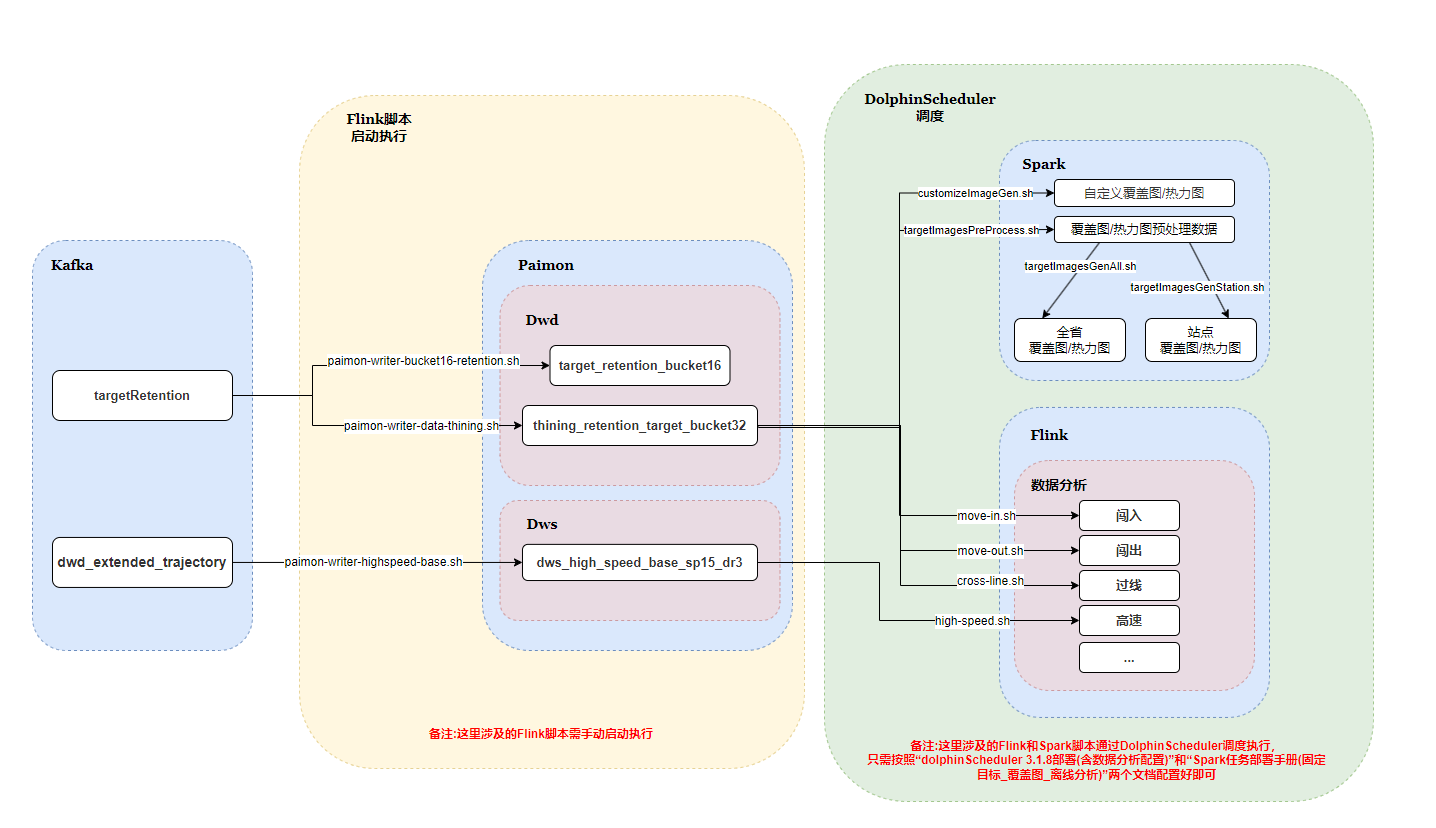 Kafka
targetRetention
dwd_extended_trajectory
Flink脚本
启动执行
paimon-writer-bucket16-retention.sh
paimon-writer-data-thining.sh
paimon-writer-highspeed-base.sh
Paimon
Dwd
target_retention_bucket16
thining_retention_target_bucket32
Dws
dws_high_speed_base_sp15_dr3
备注:这里涉及的Flink脚本需手动启动执行
DolphinScheduler
调度
Spark
customizeImageGen.sh
自定义覆盖图/热力图
targetImagesPreProcess.sh
覆盖图/热力图预处理数据
targetImagesGenAll.sh
targetImagesGenStation.sh
全省
覆盖图/热力图
站点
覆盖图/热力图
Flink
数据分析
move-in.sh
闯入
move-out.sh
闯出
cross-line.sh
过线
high-speed.sh
高速
...
备注:这里涉及的Flink和Spark脚本通过DolphinScheduler调度执行,
只需按照“dolphinScheduler 3.1.8部署(含数据分析配置)”和“Spark任务部署手册(固定
目标_覆盖图_离线分析)”两个文档配置好即可